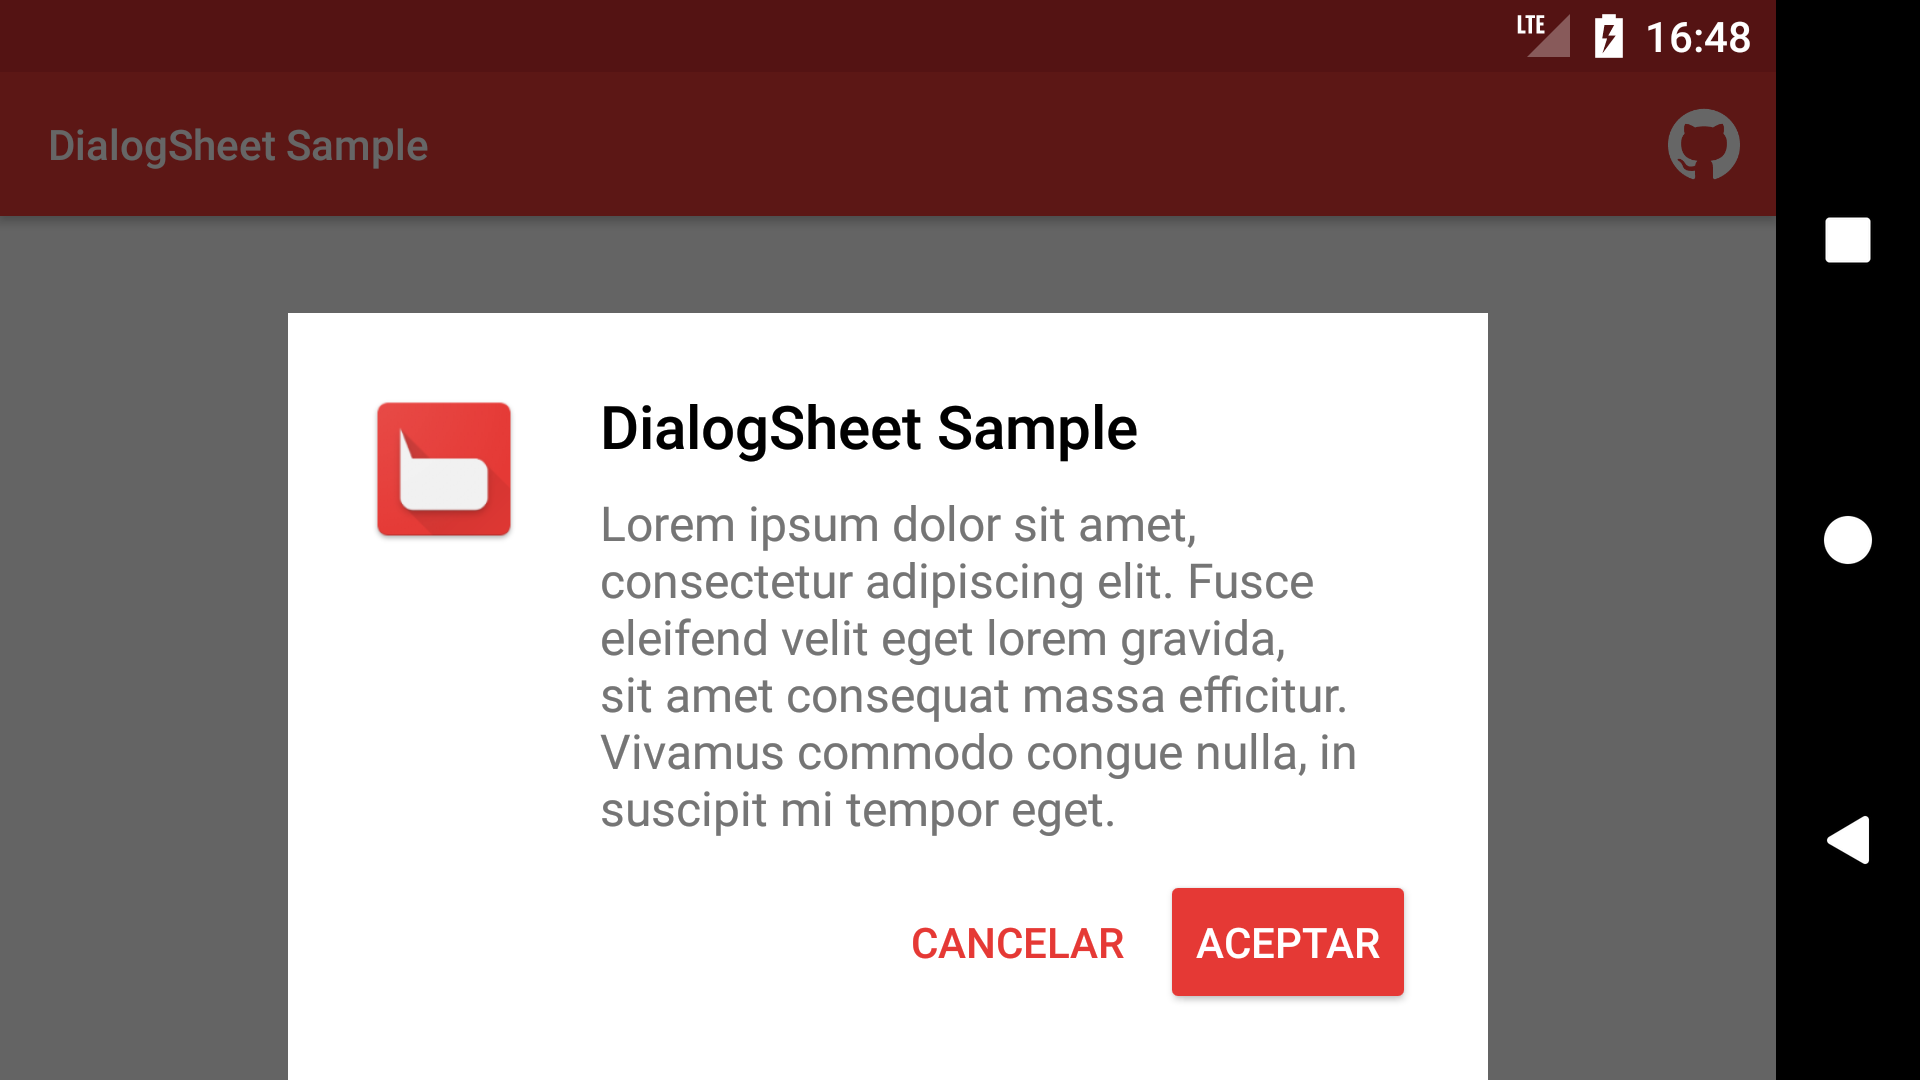 LTE 16:48
DialogSheet Sample
DialogSheet Sample
Lorem ipsum dolor sit amet,
consectetur adipiscing elit. Fusce
eleifend velit eget lorem gravida,
sit amet consequat massa efficitur.
Vivamus commodo congue nulla, in
suscipit mi tempor eget.
CANCELAR ACEPTAR